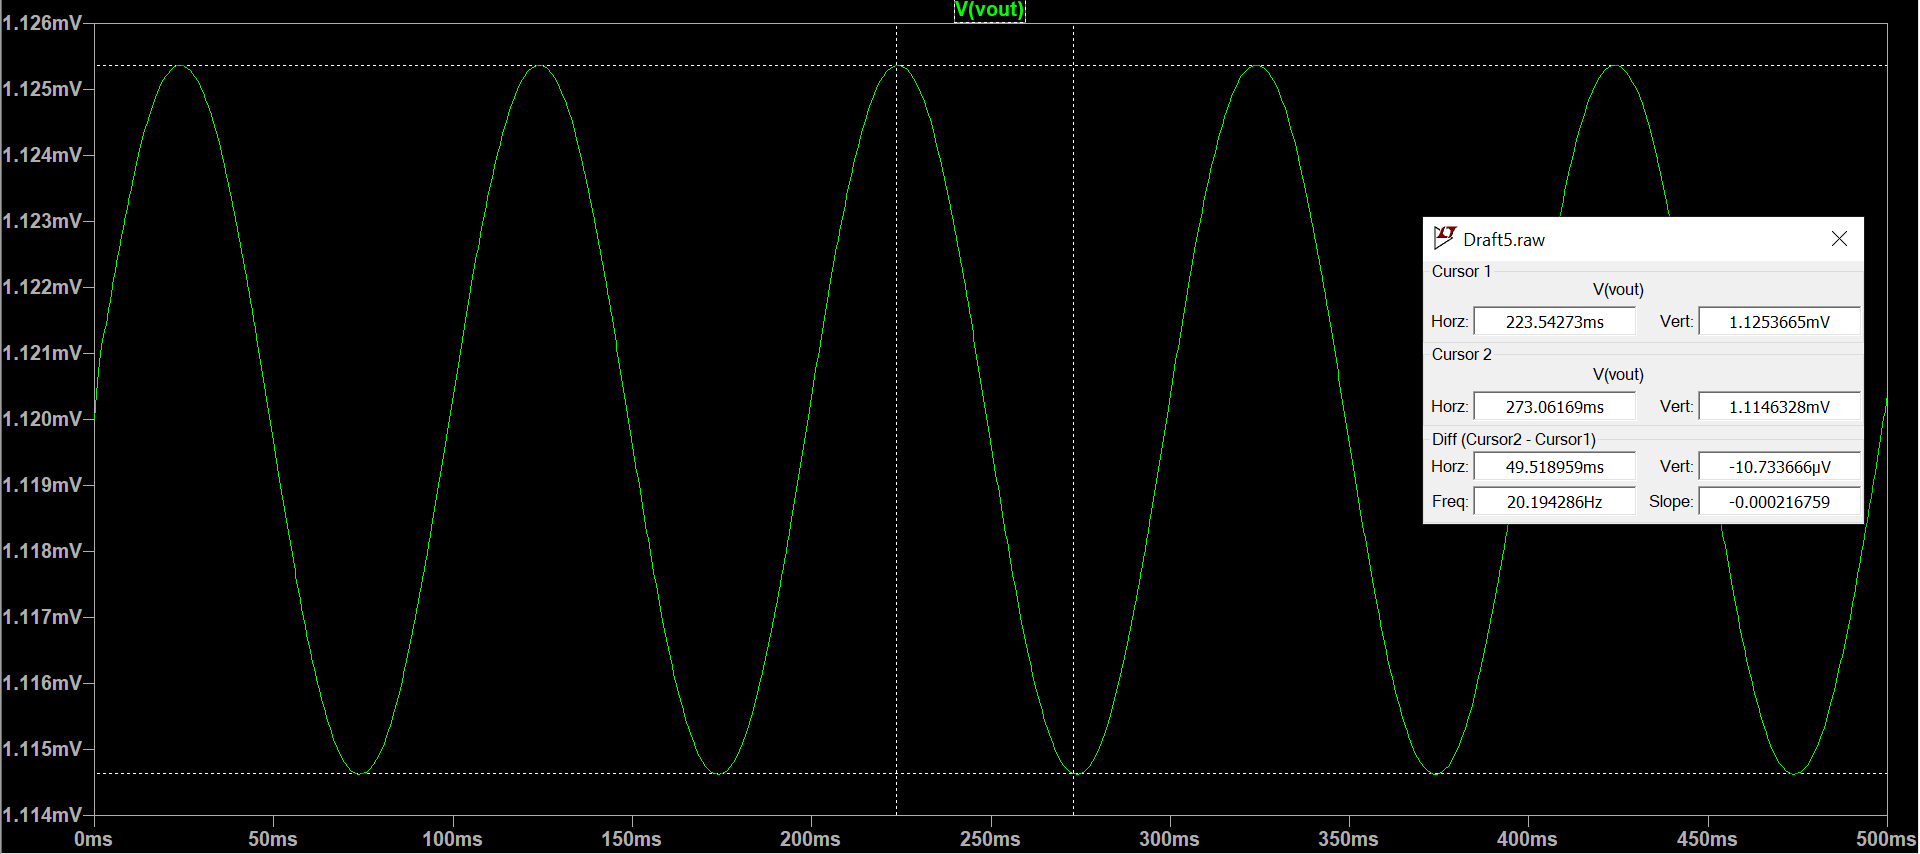 V(vout)
1.126mV
1.125mV
1.124mV
1.123mV
1.122mV
1.121mV
1.120mV
1.119mV
1.118mV
1.117mV
1.116mV
1.115mV
1.114mV
0ms 50ms 100ms 150ms 200ms 250ms 300ms 350ms 400ms 450ms 500ms
Draft5.raw
Cursor 1
V(vout)
Horz: 223.54273ms Vert: 1.1253665mV
Cursor 2
V(vout)
Horz: 273.06169ms Vert: 1.1146328mV
Diff (Cursor2 - Cursor1)
Horz: 49.518959ms Vert: -10.733666µV
Freq: 20.194286Hz Slope: -0.000216759